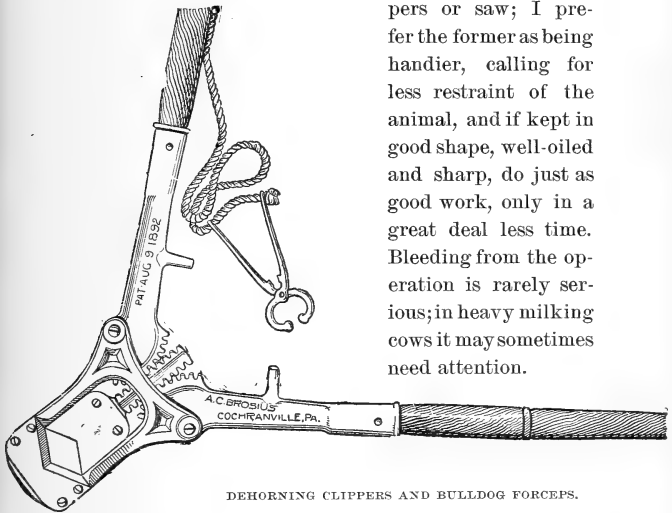 pers or saw; I pre-
fer the former as being
handier, calling for
less restraint of the
animal, and if kept in
good shape, well-oiled
and sharp, do just as
good work, only in a
great deal less time.
Bleeding from the op-
eration is rarely ser-
ious; in heavy milking
cows it may sometimes
need attention.
PAT. AUG 9 1892
A.C. BROSIUS
COCHRANVILLE, PA.
DEHORNING CLIPPERS AND BULLDOG FORCEPS.